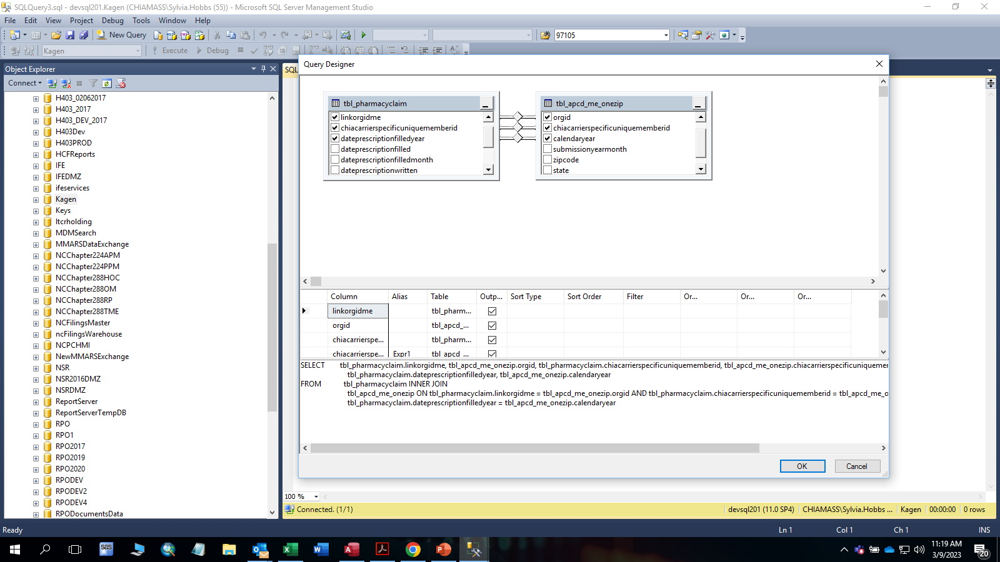 SQLQuery3.sql - devsql201.Kagen (CHIAMASS\Sylvia.Hobbs (55)) - Microsoft SQL Server Management Studio
File Edit View Project Debug Tools Window Help
New Query 97105
Kagen Execute Debug
Object Explorer
Connect
H403_02062017
H403_2017
H403_DEV_2017
H403Dev
H403PROD
HCFReports
IFE
IFEDMZ
ifeservices
Kagen
Keys
ltcrholding
MDMSearch
MMARSDataExchange
NCChapter224APM
NCChapter224PPM
NCChapter288HOC
NCChapter288OM
NCChapter288RP
NCChapter288TME
NCFilingsMaster
ncFilingsWarehouse
NCPCHMI
NewMMARSExchange
NSR
NSR2016DMZ
NSRDMZ
ReportServer
ReportServerTempDB
RPO
RPO1
RPO2017
RPO2019
RPO2020
RPODEV
RPODEV2
RPODEV4
RPODocumentsData
SQL
Query Designer
tbl_pharmacyclaim
linkorgidme
chiacarrierspecificuniquememberid
dateprescriptionfilledyear
dateprescriptionfilled
dateprescriptionfilledmonth
dateprescriptionwritten
tbl_apcd_me_onezip
orgid
chiacarrierspecificuniquememberid
calendaryear
submissionyearmonth
zipcode
state
Column Alias Table Outp... Sort Type Sort Order Filter Or... Or... Or...
linkorgidme tbl_pharm...
orgid tbl_apcd_...
chiacarrierspe... tbl_pharm...
chiacarrierspe... Expr1 tbl_apcd_...
SELECT tbl_pharmacyclaim.linkorgidme, tbl_apcd_me_onezip.orgid, tbl_pharmacyclaim.chiacarrierspecificuniquememberid, tbl_apcd_me_onezip.chiacarrierspecificuniqueme
tbl_pharmacyclaim.dateprescriptionfilledyear, tbl_apcd_me_onezip.calendaryear
FROM tbl_pharmacyclaim INNER JOIN
tbl_apcd_me_onezip ON tbl_pharmacyclaim.linkorgidme = tbl_apcd_me_onezip.orgid AND tbl_pharmacyclaim.chiacarrierspecificuniquememberid = tbl_apcd_me_o
tbl_pharmacyclaim.dateprescriptionfilledyear = tbl_apcd_me_onezip.calendaryear
OK Cancel
100 %
Connected. (1/1) devsql201 (11.0 SP4) CHIAMASS\Sylvia.Hobbs ... Kagen 00:00:00 0 rows
Ready Ln 1 Col 1 Ch 1 INS
11:19 AM
3/9/2023
20